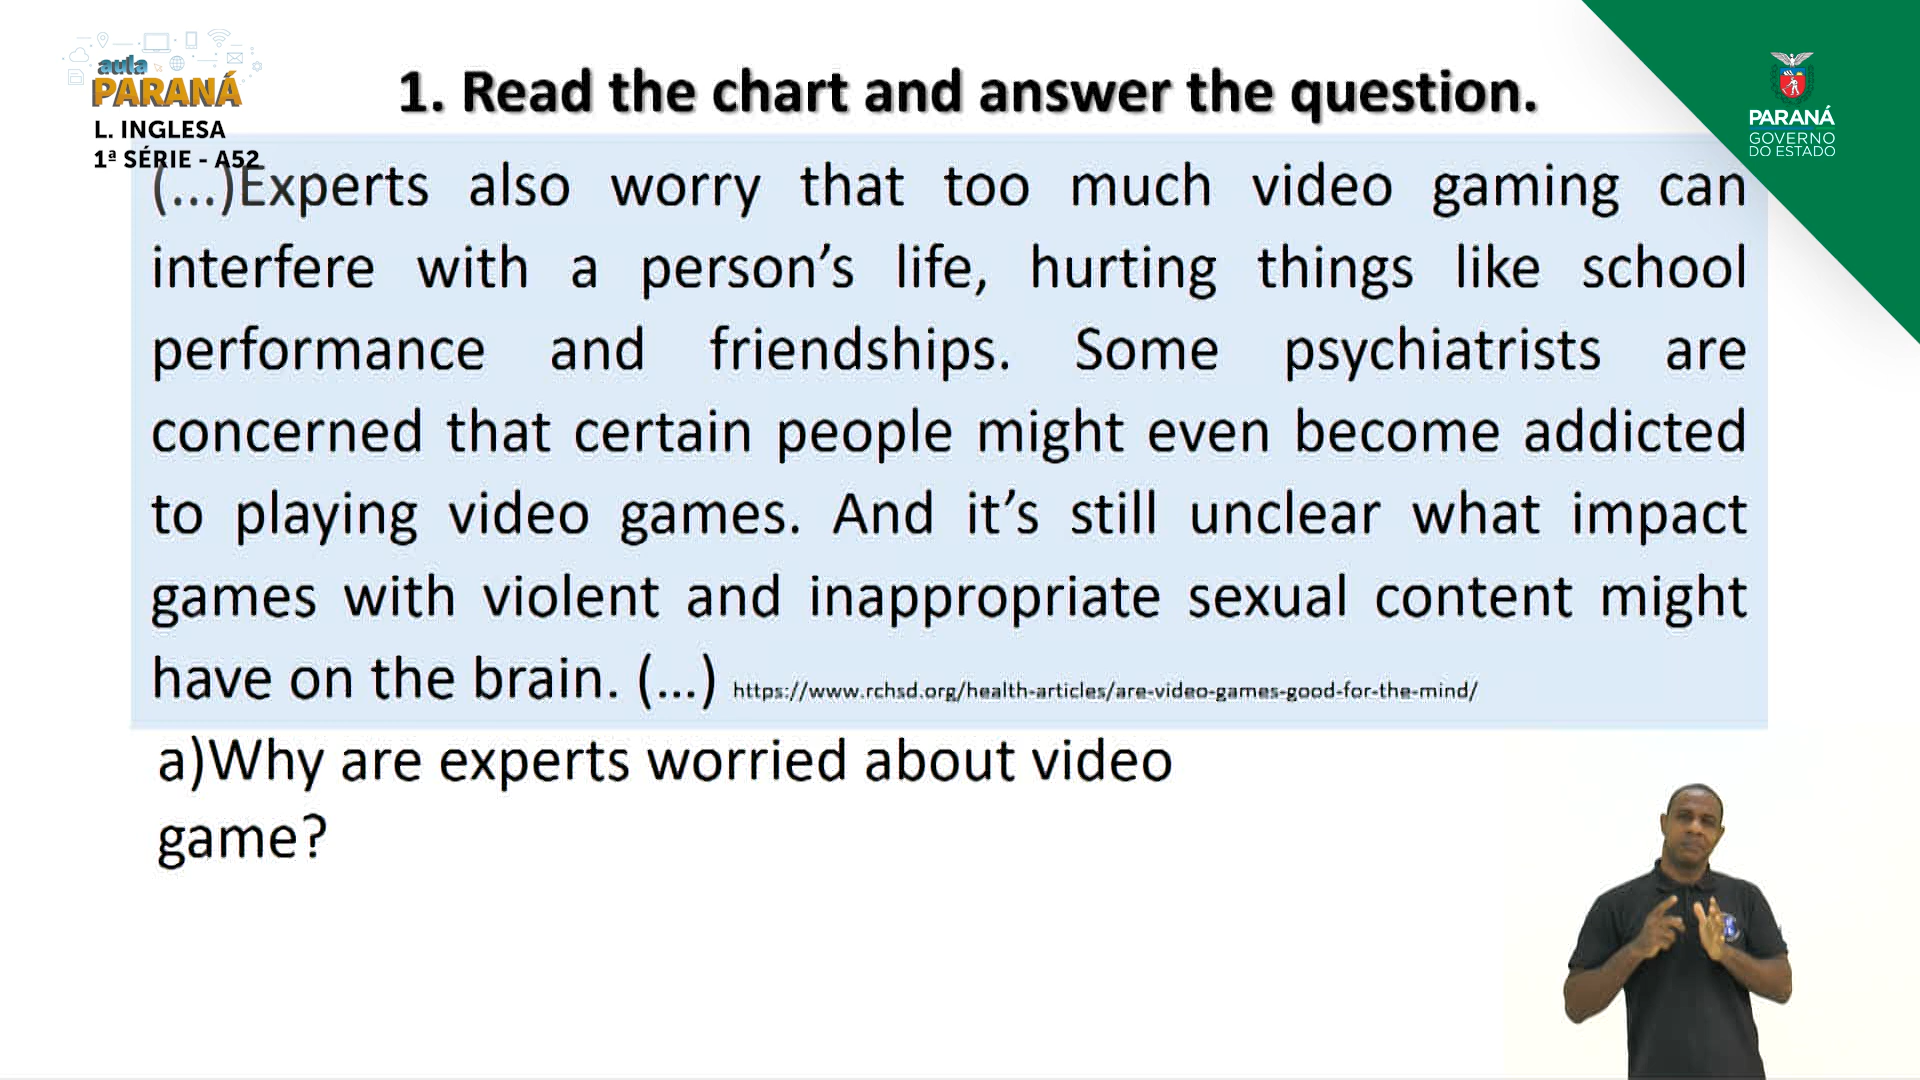 aula
PARANÁ
L. INGLESA
1ª SÉRIE - A52
1. Read the chart and answer the question.
PARANÁ
GOVERNO
DO ESTADO
(...)Experts also worry that too much video gaming can
interfere with a person’s life, hurting things like school
performance and friendships. Some psychiatrists are
concerned that certain people might even become addicted
to playing video games. And it’s still unclear what impact
games with violent and inappropriate sexual content might
have on the brain. (...) https://www.rchsd.org/health-articles/are-video-games-good-for-the-mind/
a)Why are experts worried about video
game?